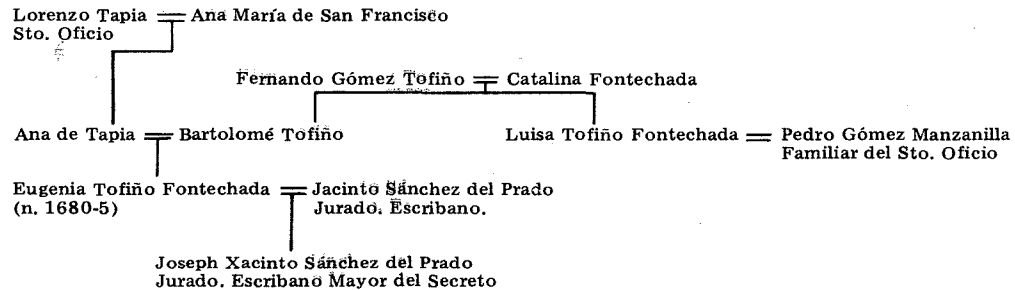 Lorenzo Tapia Ana María de San Francisco
Sto. Oficio
Fernando Gómez Tofiño Catalina Fontechada
Ana de Tapia Bartolomé Tofiño Luisa Tofiño Fontechada Pedro Gómez Manzanilla
Familiar del Sto. Oficio
Eugenia Tofiño Fontechada Jacinto Sánchez del Prado
(n. 1680-5) Jurado. Escribano.
Joseph Xacinto Sánchez del Prado
Jurado. Escribano Mayor del Secreto